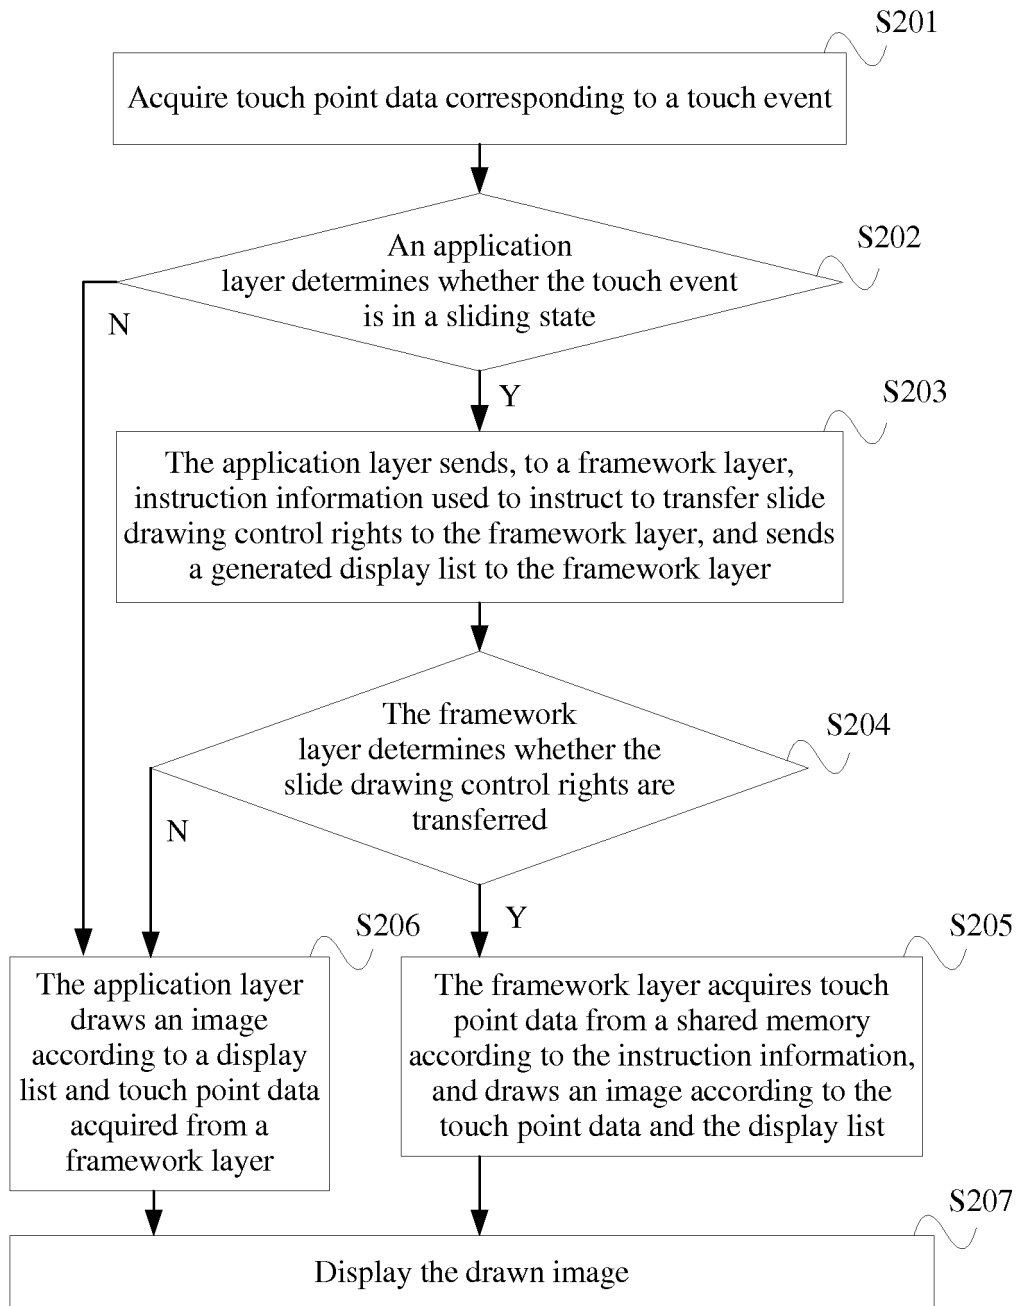 S201
Acquire touch point data corresponding to a touch event
S202
An application
layer determines whether the touch event
is in a sliding state
N
Y
S203
The application layer sends, to a framework layer,
instruction information used to instruct to transfer slide
drawing control rights to the framework layer, and sends
a generated display list to the framework layer
S204
The framework
layer determines whether the
slide drawing control rights are
transferred
N
Y
S206
The application layer
draws an image
according to a display
list and touch point data
acquired from a
framework layer
S205
The framework layer acquires touch
point data from a shared memory
according to the instruction information,
and draws an image according to the
touch point data and the display list
S207
Display the drawn image